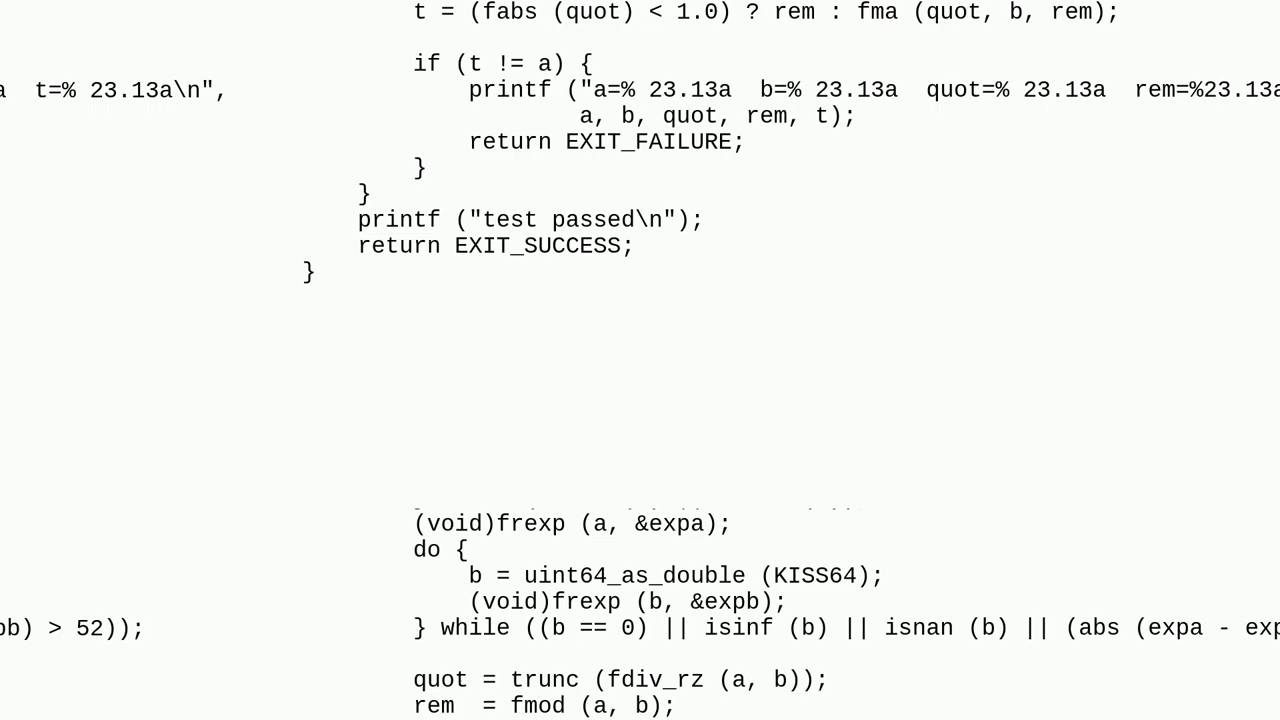 t = (fabs (quot) < 1.0) ? rem : fma (quot, b, rem);
if (t != a) {
a  t=% 23.13a\n",
printf ("a=% 23.13a  b=% 23.13a  quot=% 23.13a  rem=%23.13a
a, b, quot, rem, t);
return EXIT_FAILURE;
}
}
printf ("test passed\n");
return EXIT_SUCCESS;
}
(void)frexp (a, &expa);
do {
b = uint64_as_double (KISS64);
(void)frexp (b, &expb);
pb) > 52));
} while ((b == 0) || isinf (b) || isnan (b) || (abs (expa - exp
quot = trunc (fdiv_rz (a, b));
rem  = fmod (a, b);